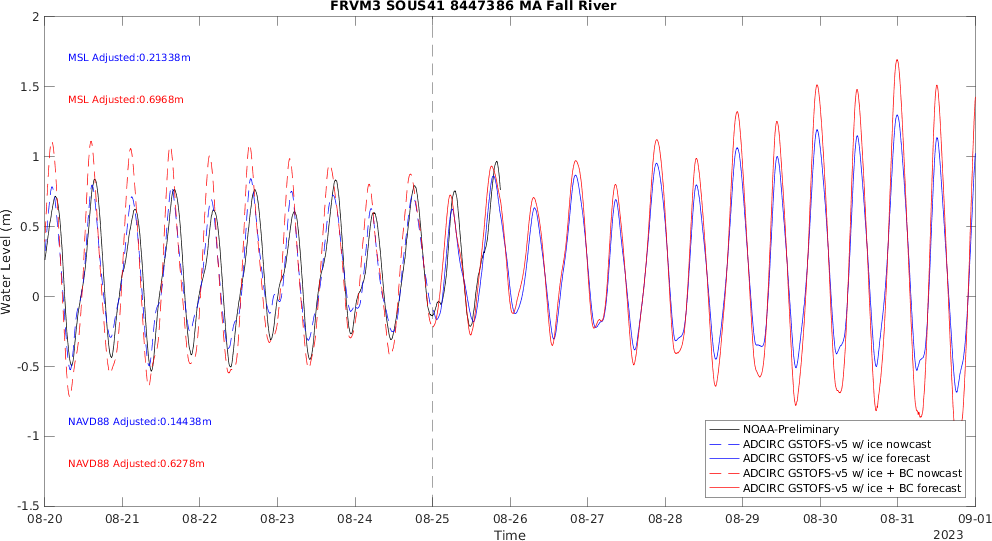 FRVM3 SOUS41 8447386 MA Fall River
2
1.5
1
0.5
0
-0.5
-1
-1.5
Water Level (m)
MSL Adjusted:0.21338m
MSL Adjusted:0.6968m
NAVD88 Adjusted:0.14438m
NAVD88 Adjusted:0.6278m
NOAA-Preliminary
ADCIRC GSTOFS-v5 w/ ice nowcast
ADCIRC GSTOFS-v5 w/ ice forecast
ADCIRC GSTOFS-v5 w/ ice + BC nowcast
ADCIRC GSTOFS-v5 w/ ice + BC forecast
08-20 08-21 08-22 08-23 08-24 08-25 08-26 08-27 08-28 08-29 08-30 08-31 09-01
Time
2023